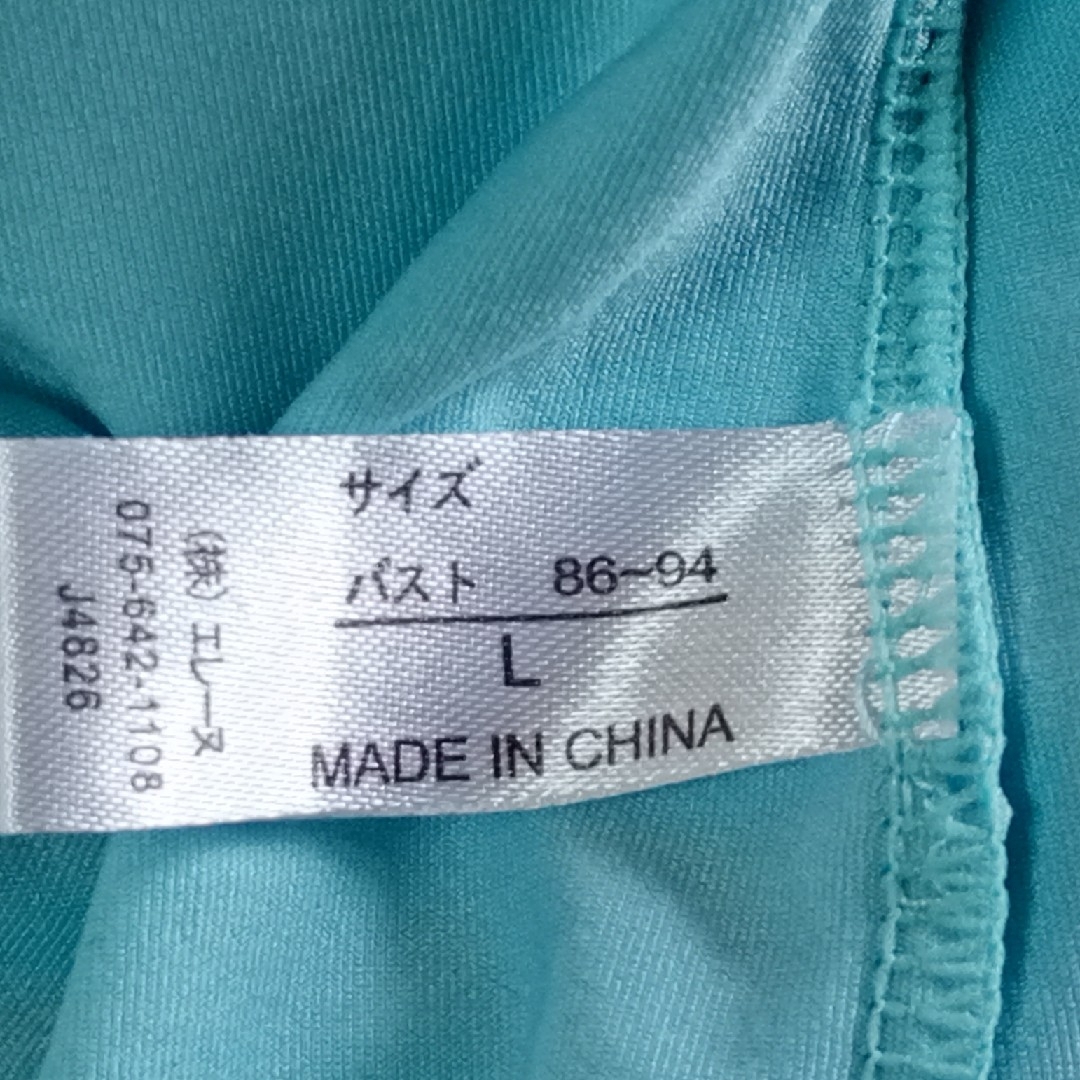 サイズ
バスト 86~94
L
MADE IN CHINA
(株)エレース
075-642-1108
J4826